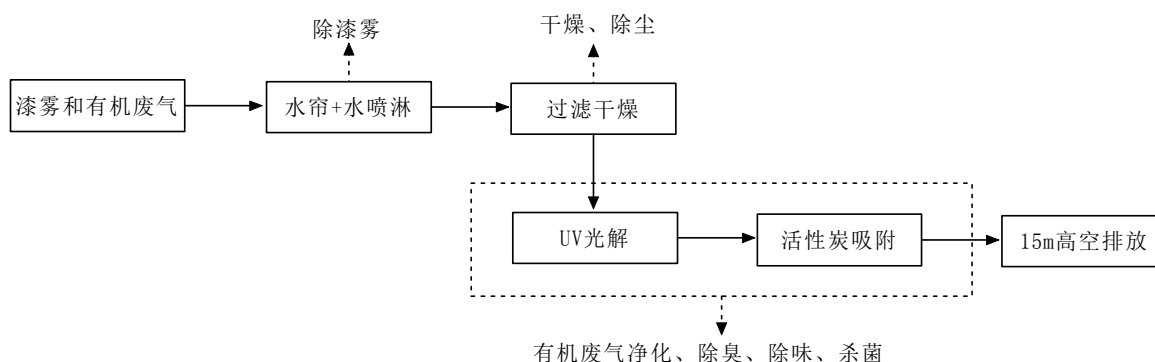 除漆雾
干燥、除尘
漆雾和有机废气
水帘+水喷淋
过滤干燥
UV光解
活性炭吸附
15m高空排放
有机废气净化、除臭、除味、杀菌